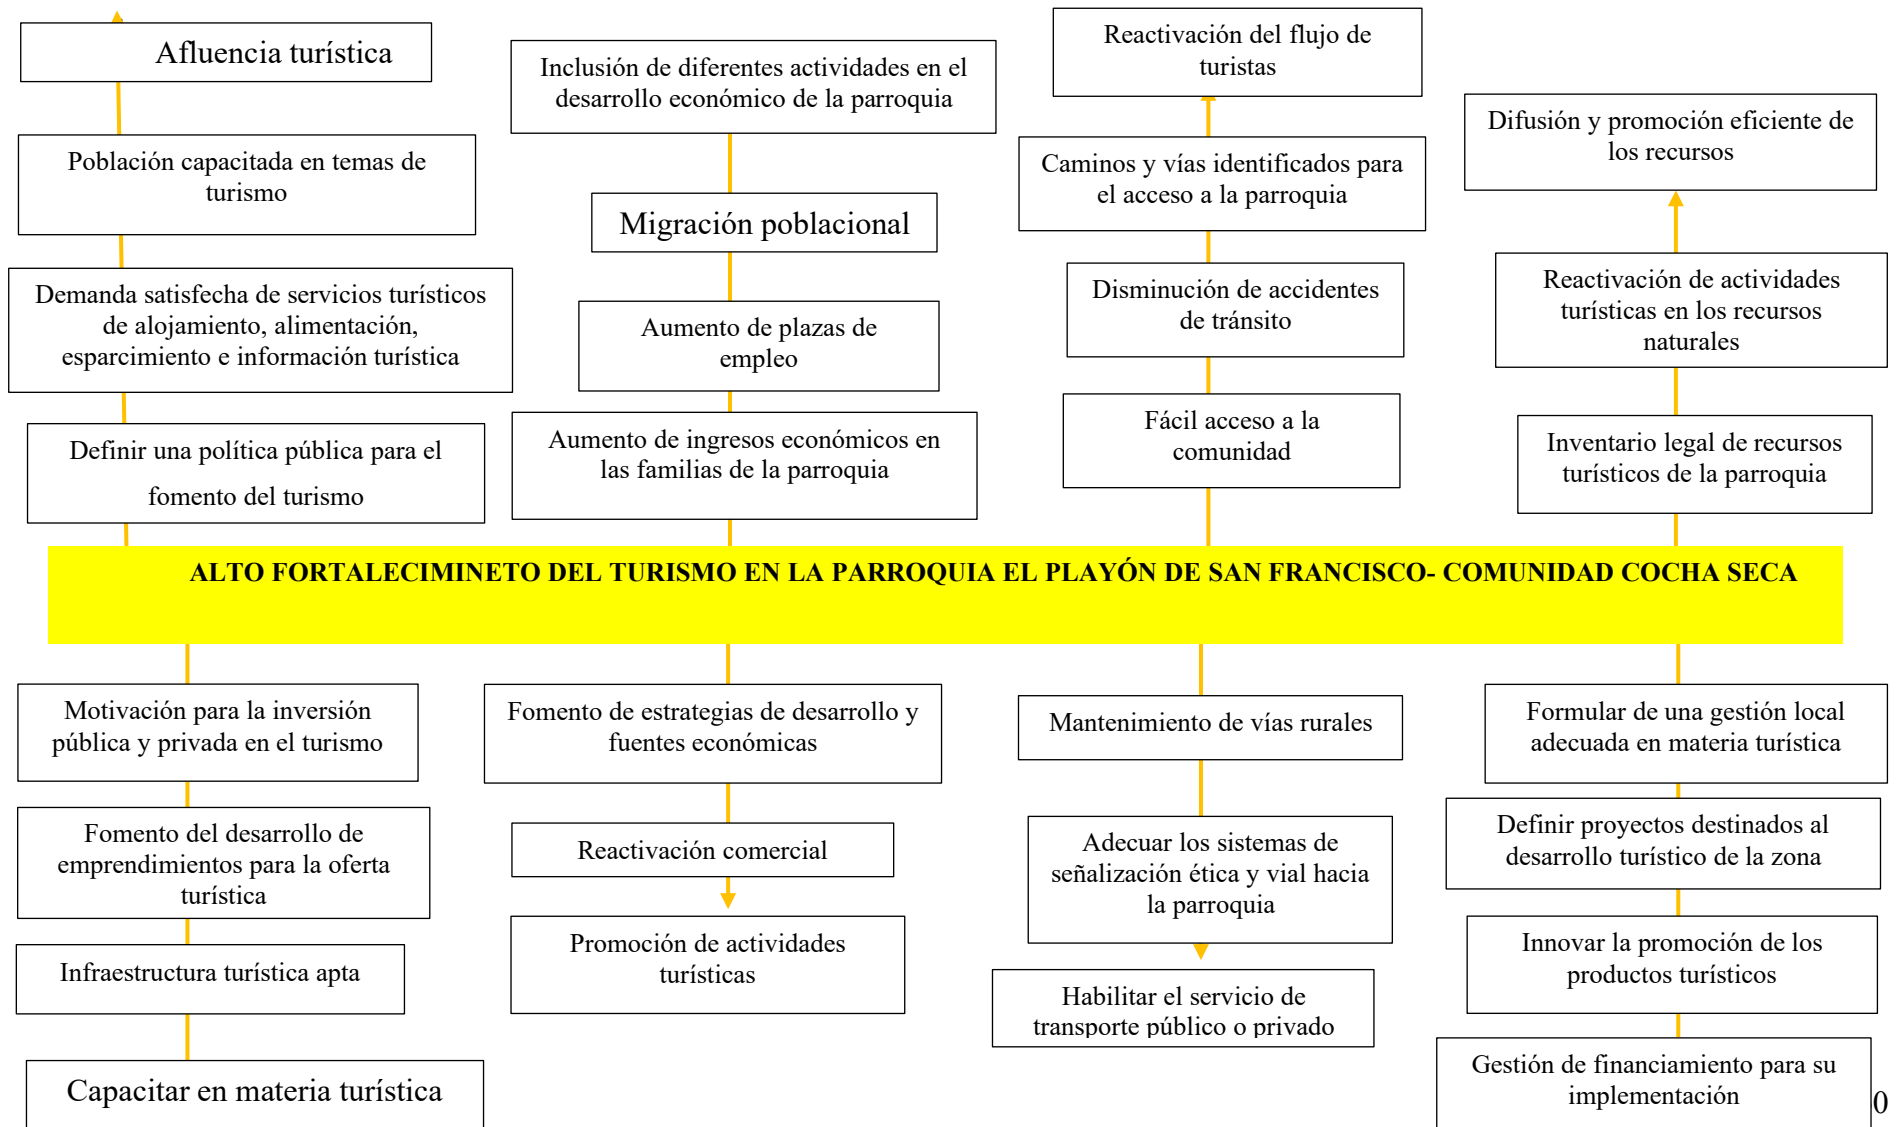 Afluencia turística
Población capacitada en temas de
turismo
Demanda satisfecha de servicios turísticos
de alojamiento, alimentación,
esparcimiento e información turística
Definir una política pública para el
fomento del turismo
Inclusión de diferentes actividades en el
desarrollo económico de la parroquia
Migración poblacional
Aumento de plazas de
empleo
Aumento de ingresos económicos en
las familias de la parroquia
Reactivación del flujo de
turistas
Caminos y vías identificados para
el acceso a la parroquia
Disminución de accidentes
de tránsito
Fácil acceso a la
comunidad
Difusión y promoción eficiente de
los recursos
Reactivación de actividades
turísticas en los recursos
naturales
Inventario legal de recursos
turísticos de la parroquia
ALTO FORTALECIMINETO DEL TURISMO EN LA PARROQUIA EL PLAYÓN DE SAN FRANCISCO- COMUNIDAD COCHA SECA
Motivación para la inversión
pública y privada en el turismo
Fomento del desarrollo de
emprendimientos para la oferta
turística
Infraestructura turística apta
Capacitar en materia turística
Fomento de estrategias de desarrollo y
fuentes económicas
Reactivación comercial
Promoción de actividades
turísticas
Mantenimiento de vías rurales
Adecuar los sistemas de
señalización ética y vial hacia
la parroquia
Habilitar el servicio de
transporte público o privado
Formular de una gestión local
adecuada en materia turística
Definir proyectos destinados al
desarrollo turístico de la zona
Innovar la promoción de los
productos turísticos
Gestión de financiamiento para su
implementación
0